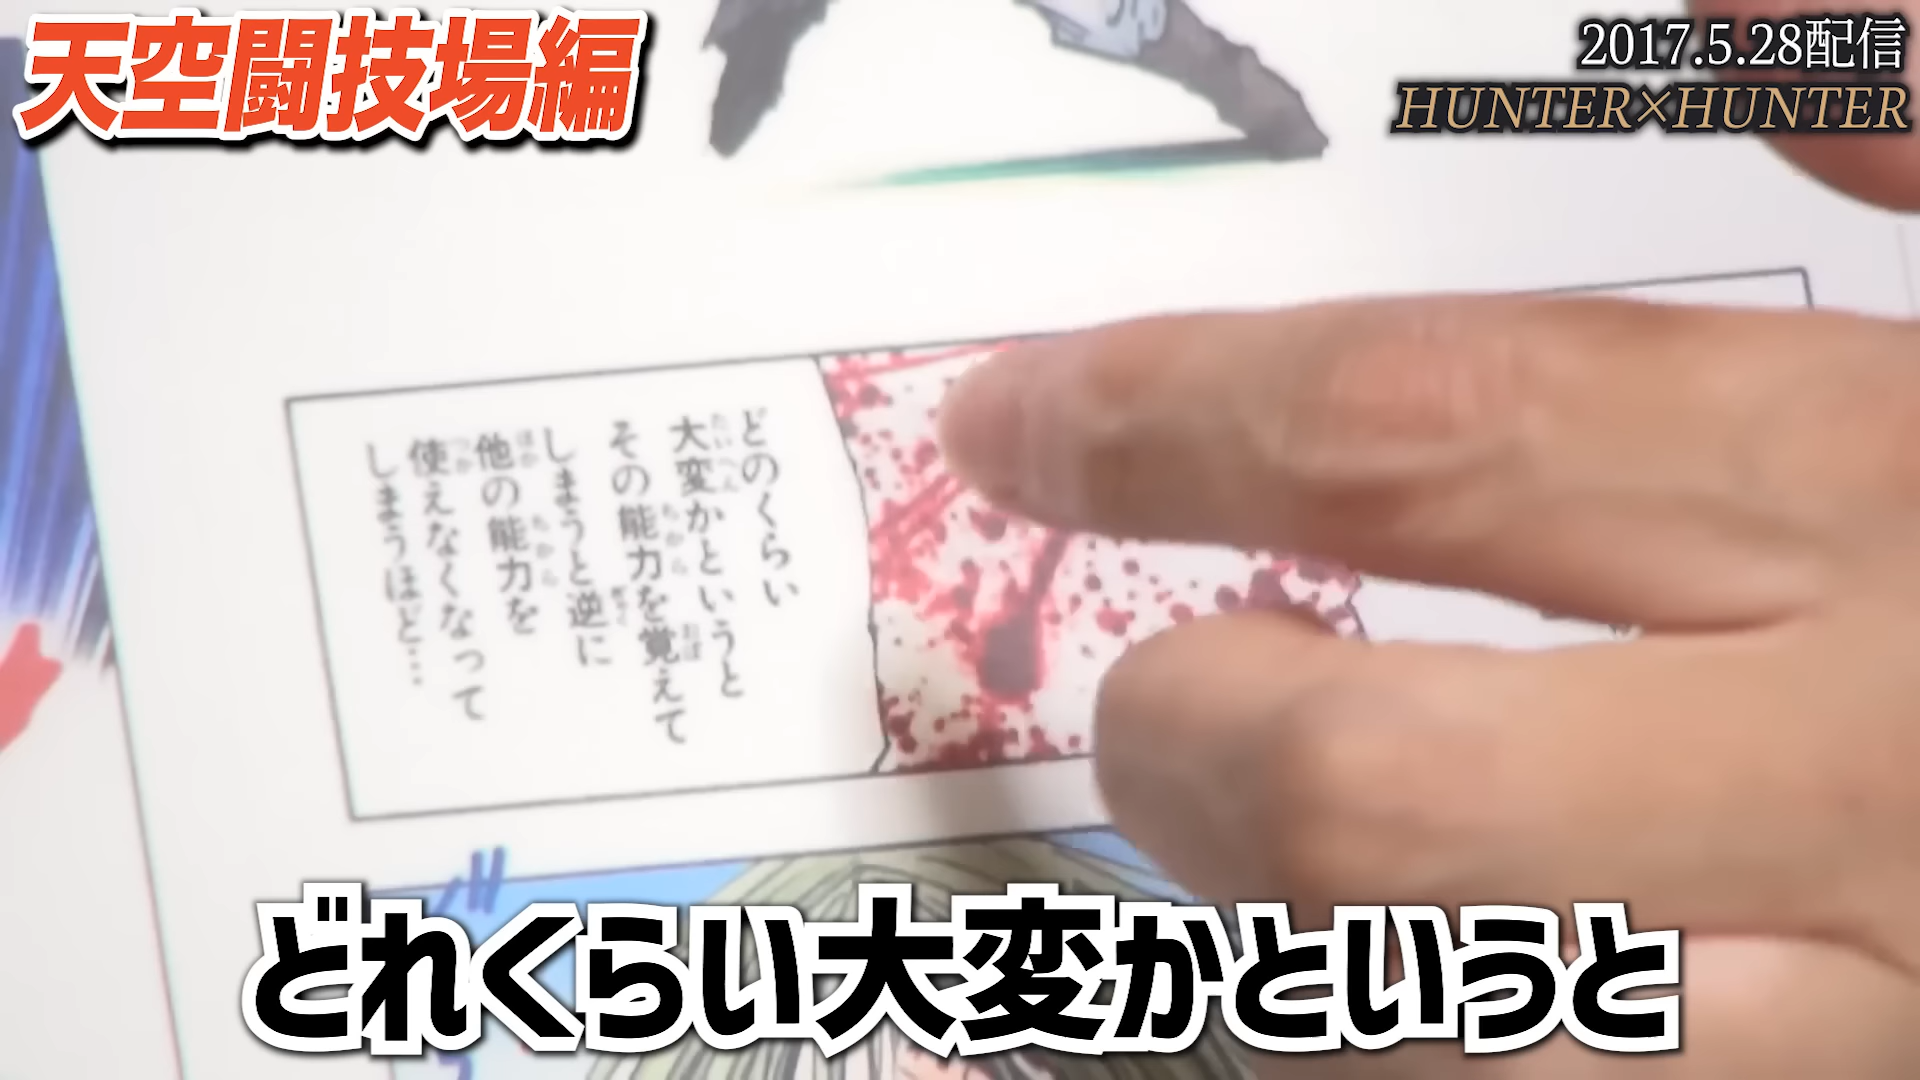 天空闘技場編
2017.5.28配信
HUNTER×HUNTER
どのくらい
大変かというと
その能力を覚えて
しまうと逆に
他の能力を
使えなくなって
しまうほど…
どれくらい大変かというと